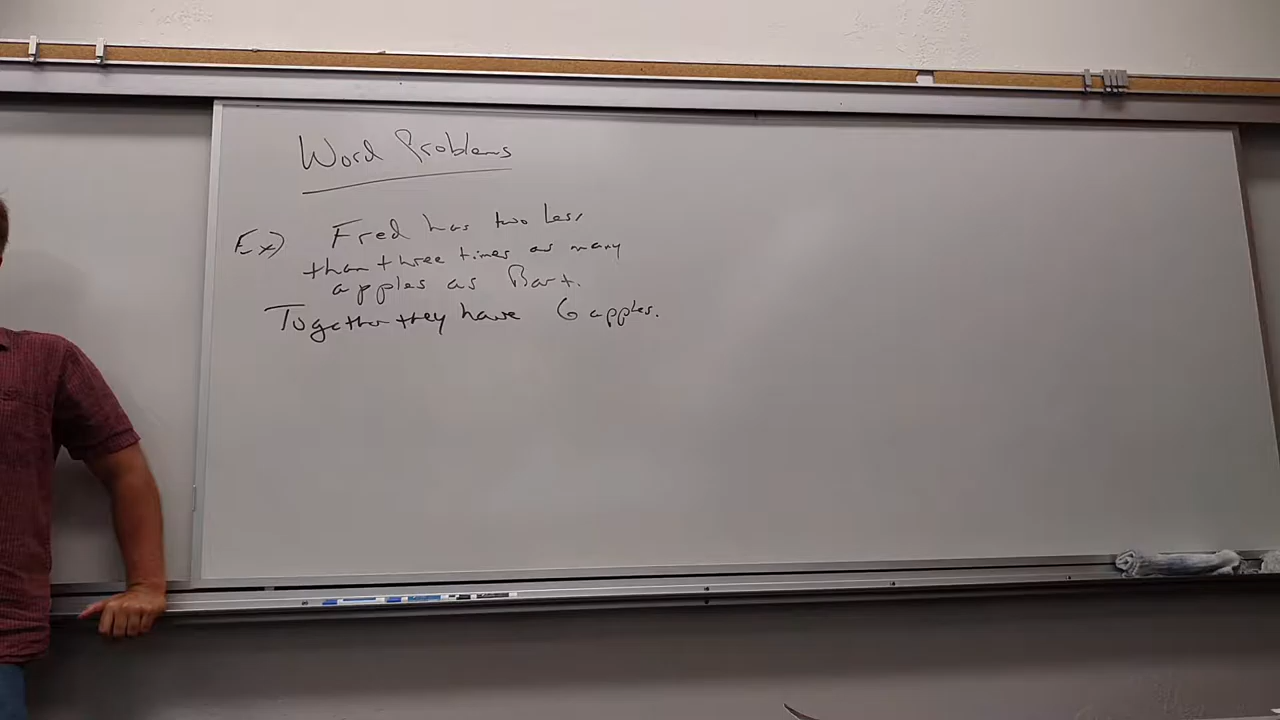 Word Problems
Ex) Fred has two less
than three times as many
apples as Bart.
Together they have 6 apples.